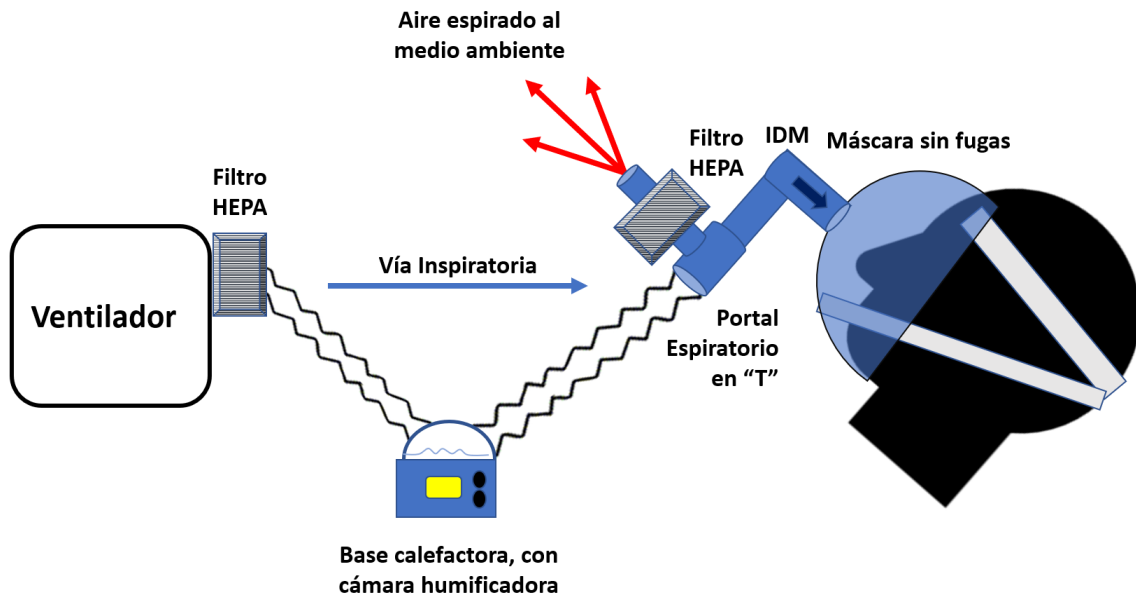 Aire espirado al
medio ambiente
Filtro
HEPA
IDM
Máscara sin fugas
Filtro
HEPA
Vía Inspiratoria
Ventilador
Portal
Espiratorio
en “T”
Base calefactora, con
cámara humificadora